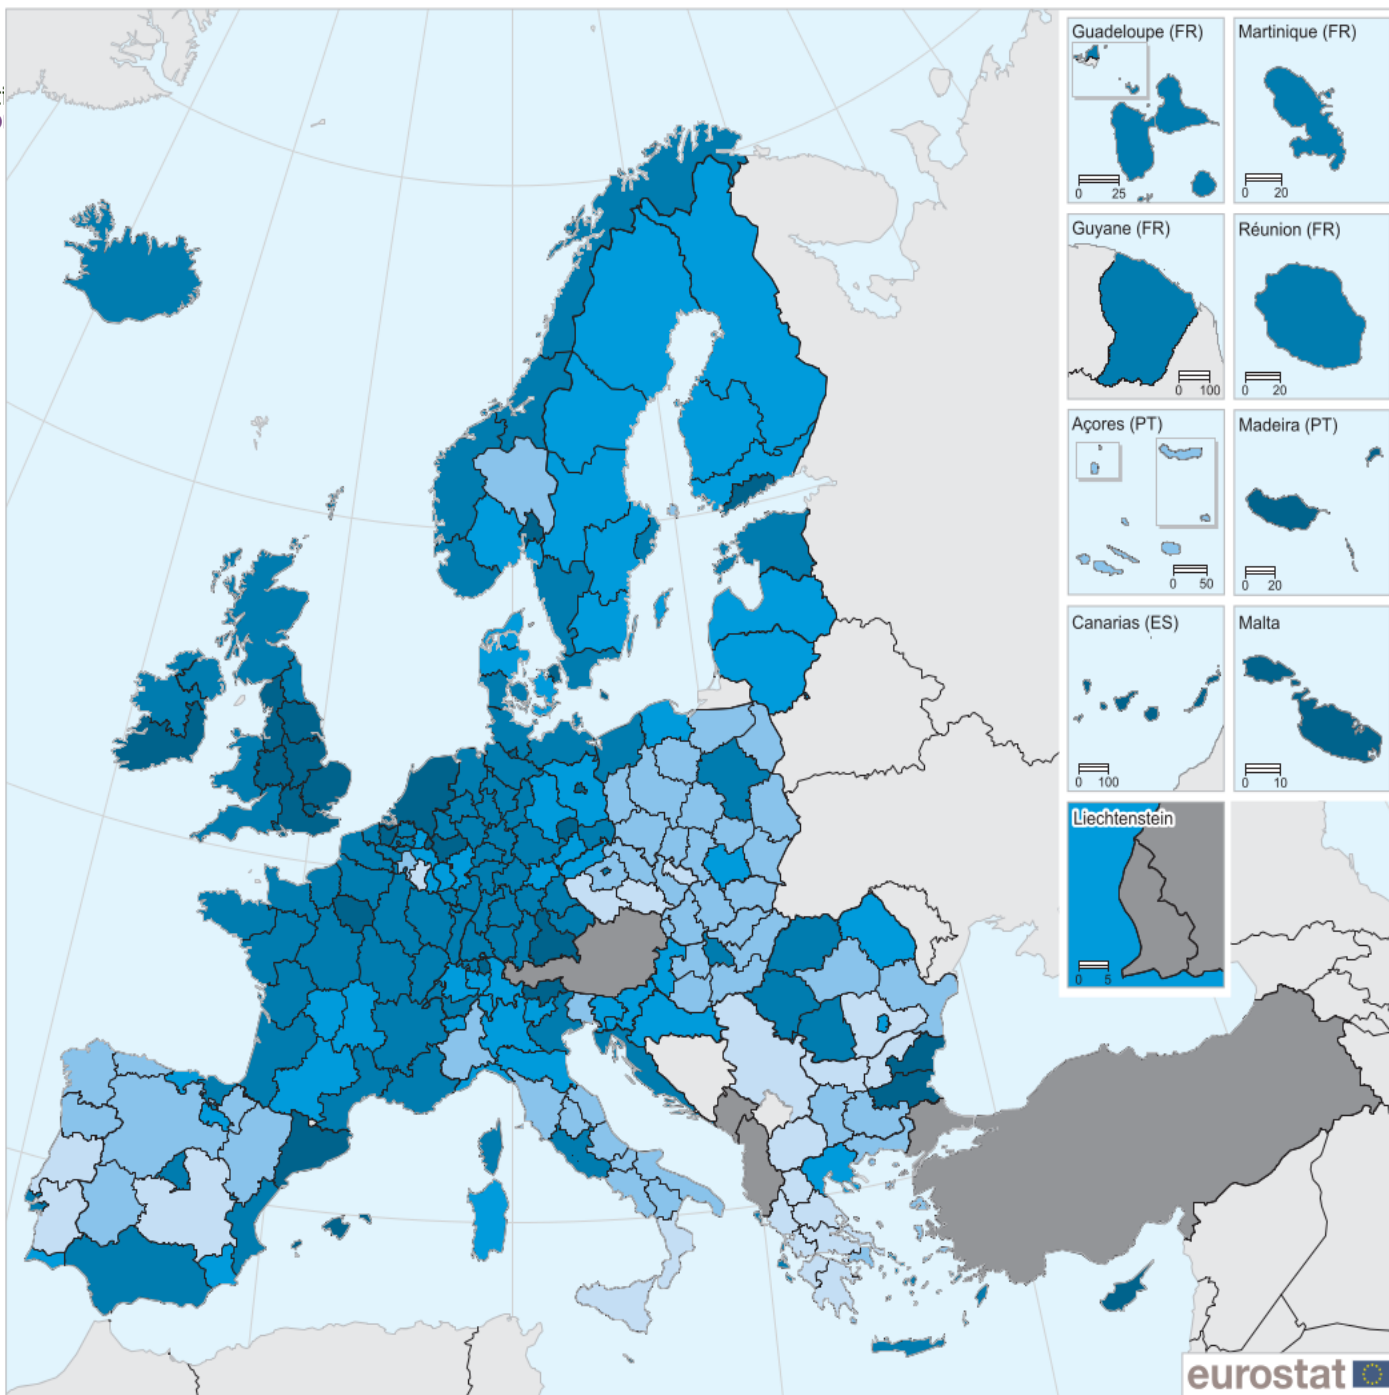 Guadeloupe (FR)
0 25
Martinique (FR)
0 20
Guyane (FR)
0 100
Réunion (FR)
0 20
Açores (PT)
0 50
Madeira (PT)
0 20
Canarias (ES)
0 100
Malta
0 10
Liechtenstein
0 5
eurostat